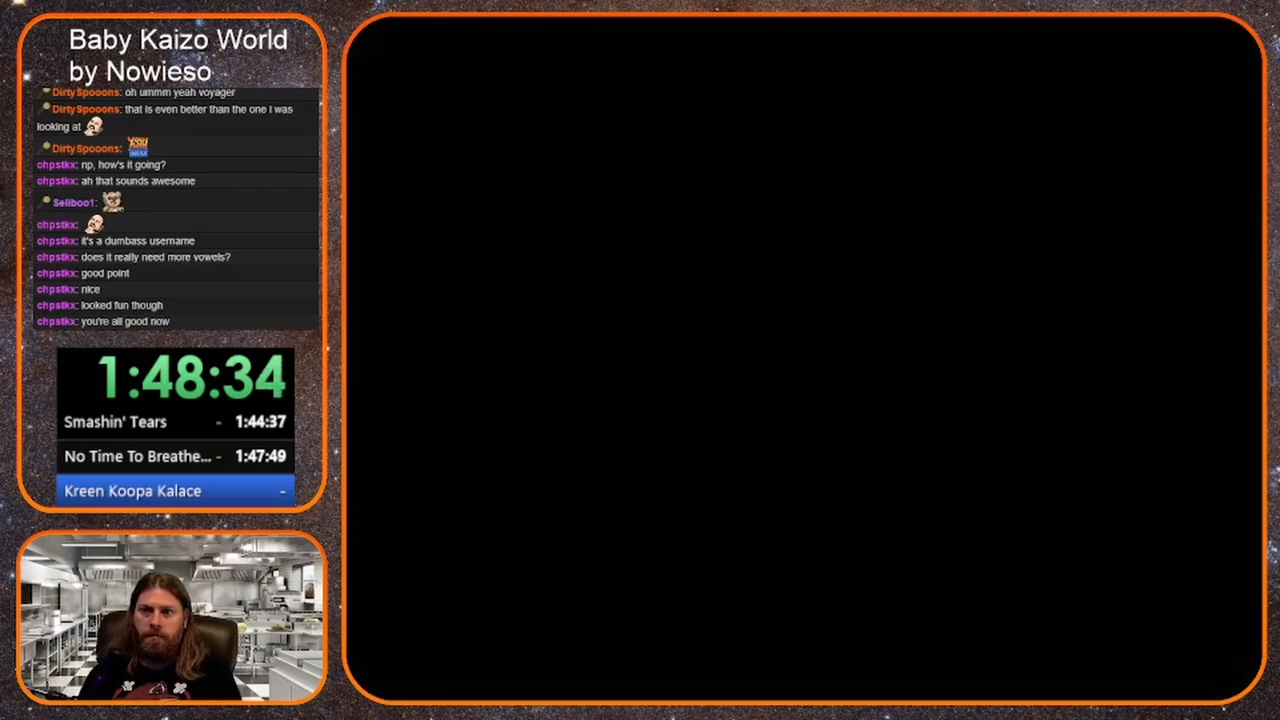 Baby Kaizo World
by Nowieso
DirtySpooons: oh ummm yeah voyager
DirtySpooons: that is even better than the one I was
looking at
DirtySpooons:
chpstkx: np, how's it going?
chpstkx: ah that sounds awesome
Seliboo1:
chpstkx:
chpstkx: it's a dumbass username
chpstkx: does it really need more vowels?
chpstkx: good point
chpstkx: nice
chpstkx: looked fun though
chpstkx: you're all good now
1:48:34
Smashin' Tears - 1:44:37
No Time To Breathe... - 1:47:49
Kreen Koopa Kalace -